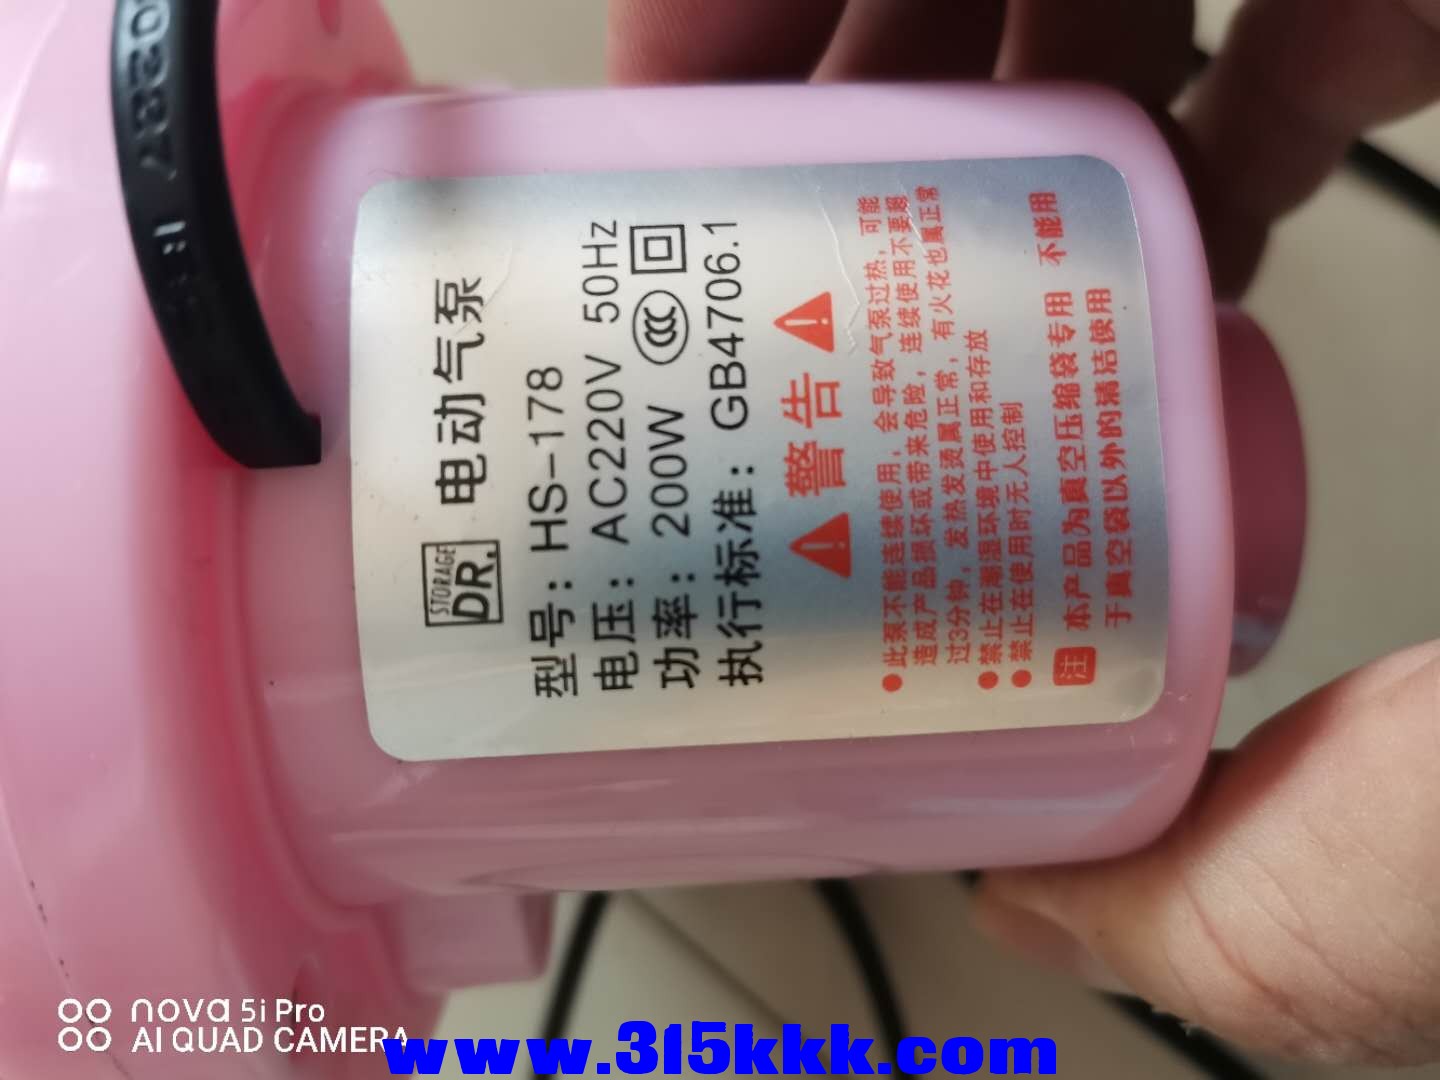 STORAGE
DR.
电动气泵
型号：HS-178
电压：AC220V 50Hz
功率：200W
CCC
执行标准：GB4706.1
警告
●此泵不能连续使用，会导致气泵过热，可能
造成产品损坏或带来危险，连续使用不要超
过3分钟，发热发烫属正常，有火花也属正常
●禁止在潮湿环境中使用和存放
●禁止在使用时无人控制
注 本产品为真空压缩袋专用 不能用
于真空袋以外的清洁使用
nova 5i Pro
AI QUAD CAMERA
www.315kkk.com